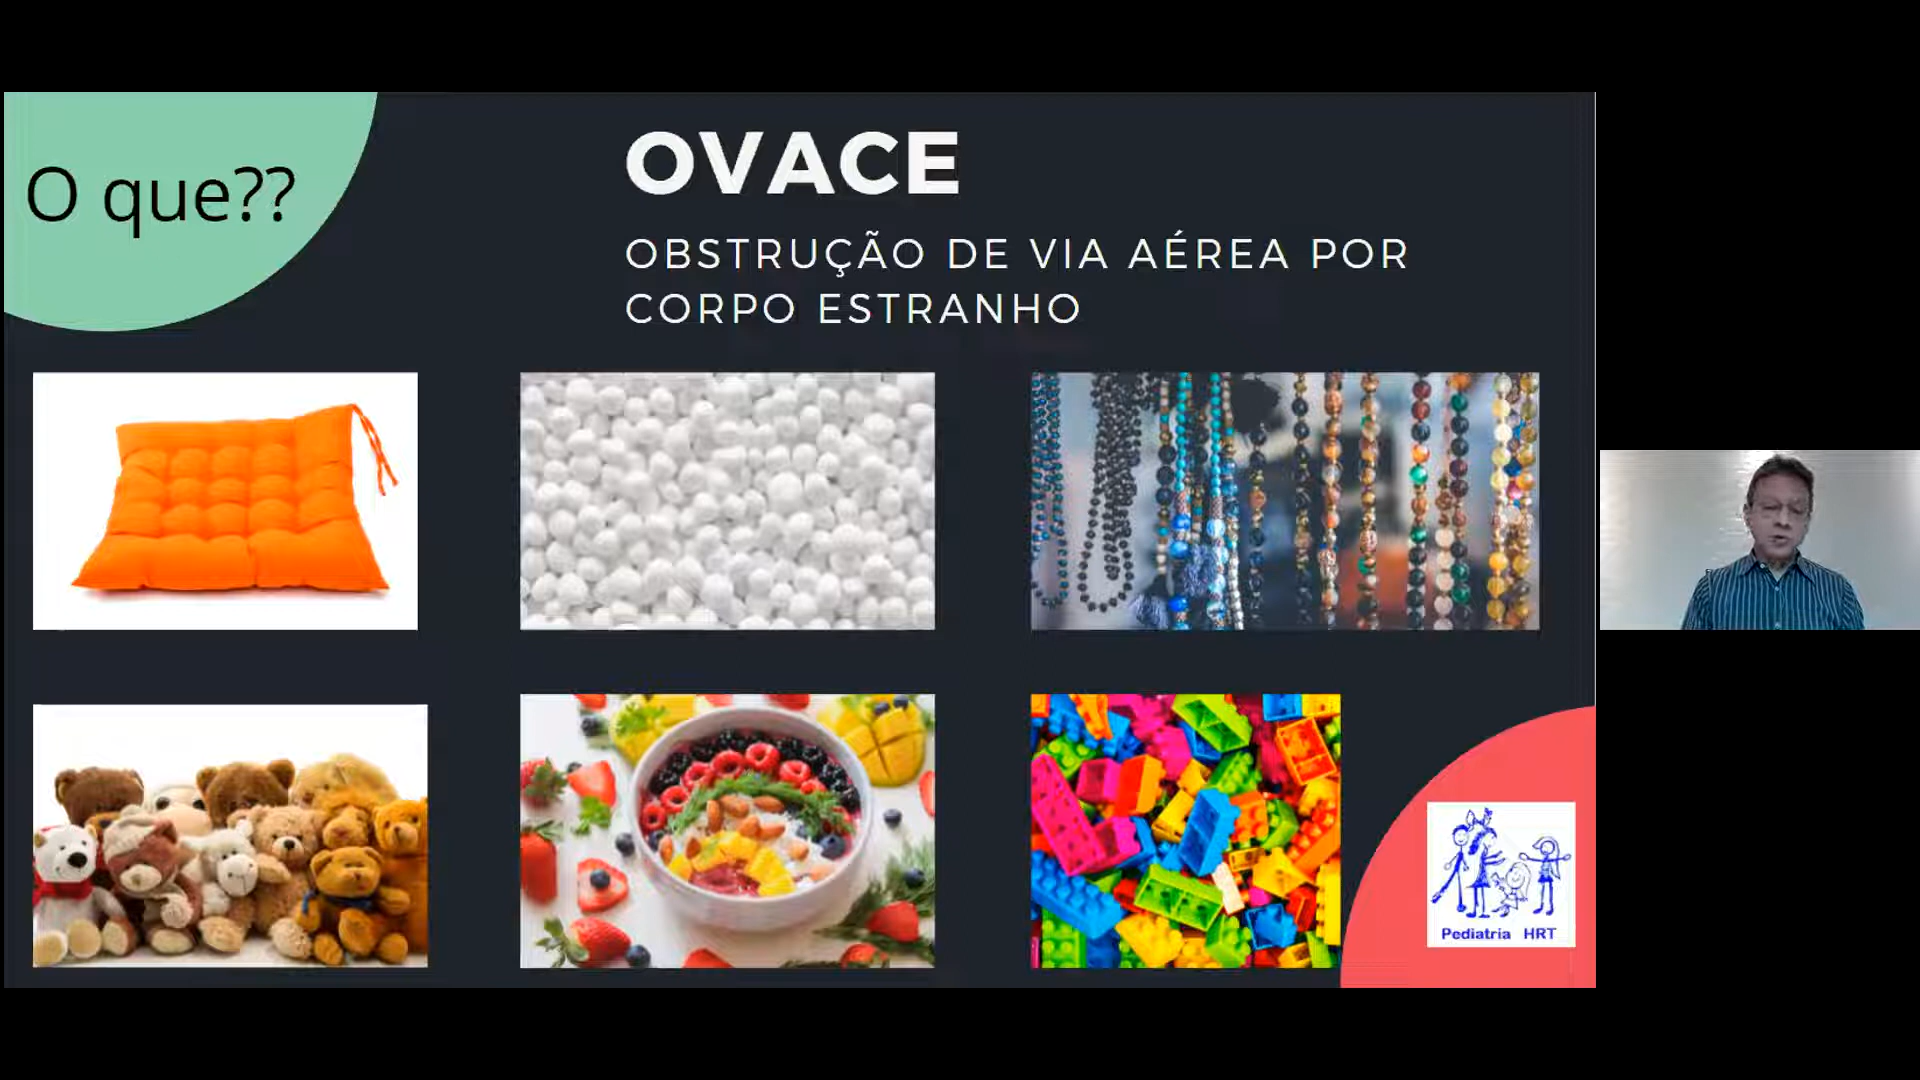 O que??
OVACE
OBSTRUÇÃO DE VIA AÉREA POR
CORPO ESTRANHO
Pediatria HRT